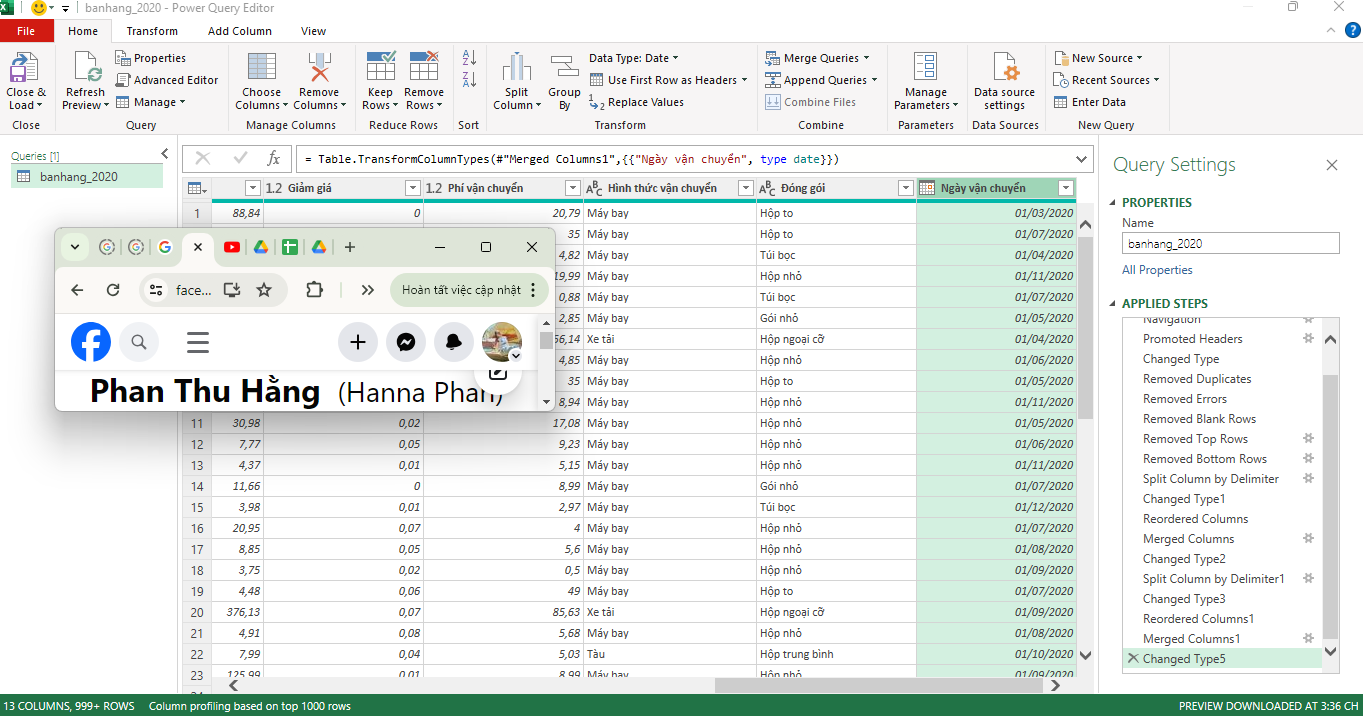 banhang_2020 - Power Query Editor
File Home Transform Add Column View
Close & Load
Close
Refresh Preview
Properties
Advanced Editor
Manage
Query
Choose Columns
Remove Columns
Manage Columns
Keep Rows
Remove Rows
Reduce Rows
Sort
Split Column
Group By
Data Type: Date
Use First Row as Headers
Replace Values
Transform
Merge Queries
Append Queries
Combine Files
Combine
Manage Parameters
Parameters
Data source settings
Data Sources
New Source
Recent Sources
Enter Data
New Query
Queries [1]
banhang_2020
fx = Table.TransformColumnTypes(#"Merged Columns1",{{"Ngày vận chuyển", type date}})
1.2 Giảm giá 1.2 Phí vận chuyển ABC Hình thức vận chuyển ABC Đóng gói Ngày vận chuyển
1 88,84 0 20,79 Máy bay Hộp to 01/03/2020
35 Máy bay Hộp to 01/07/2020
4,82 Máy bay Túi bọc 01/04/2020
19,99 Máy bay Hộp nhỏ 01/11/2020
0,88 Máy bay Túi bọc 01/07/2020
2,85 Máy bay Gói nhỏ 01/05/2020
56,14 Xe tải Hộp ngoại cỡ 01/04/2020
4,85 Máy bay Hộp nhỏ 01/06/2020
35 Máy bay Hộp to 01/05/2020
8,94 Máy bay Hộp nhỏ 01/11/2020
11 30,98 0,02 17,08 Máy bay Hộp nhỏ 01/05/2020
12 7,77 0,05 9,23 Máy bay Hộp nhỏ 01/06/2020
13 4,37 0,01 5,15 Máy bay Hộp nhỏ 01/11/2020
14 11,66 0 8,99 Máy bay Gói nhỏ 01/07/2020
15 3,98 0,01 2,97 Máy bay Túi bọc 01/12/2020
16 20,95 0,07 4 Máy bay Hộp nhỏ 01/07/2020
17 8,85 0,05 5,6 Máy bay Hộp nhỏ 01/08/2020
18 3,75 0,02 0,5 Máy bay Hộp nhỏ 01/09/2020
19 4,48 0,06 49 Máy bay Hộp to 01/07/2020
20 376,13 0,07 85,63 Xe tải Hộp ngoại cỡ 01/09/2020
21 4,91 0,08 5,68 Máy bay Hộp nhỏ 01/08/2020
22 7,99 0,04 5,03 Tàu Hộp trung bình 01/10/2020
23 125,99 0,01 8,99 Máy bay Hộp nhỏ 01/09/2020
face...
Hoàn tất việc cập nhật
Phan Thu Hằng (Hanna Phan)
Query Settings
PROPERTIES
Name
banhang_2020
All Properties
APPLIED STEPS
Navigation
Promoted Headers
Changed Type
Removed Duplicates
Removed Errors
Removed Blank Rows
Removed Top Rows
Removed Bottom Rows
Split Column by Delimiter
Changed Type1
Reordered Columns
Merged Columns
Changed Type2
Split Column by Delimiter1
Changed Type3
Reordered Columns1
Merged Columns1
Changed Type5
13 COLUMNS, 999+ ROWS Column profiling based on top 1000 rows
PREVIEW DOWNLOADED AT 3:36 CH